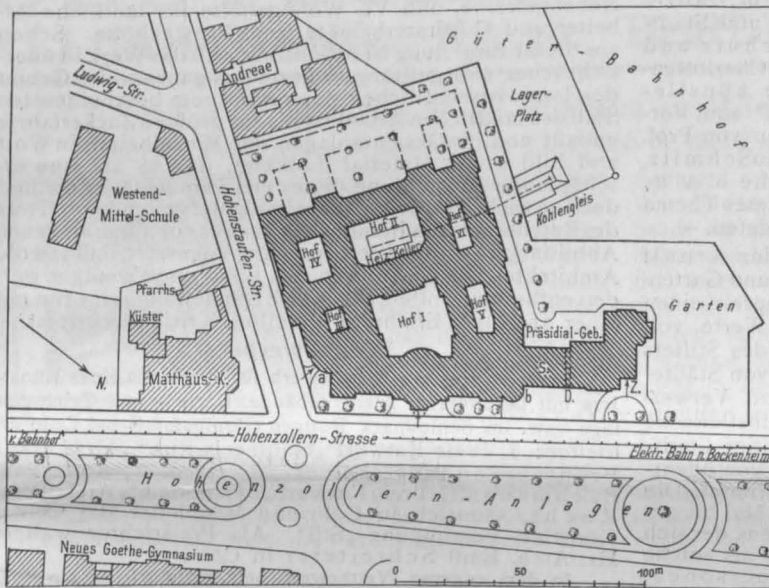 Güter-Bahnh
Ludwig-Str.
Andreae
Lager-
Platz
Hohenstaufen-Str.
Westend-
Mittel-Schule
Kohlengleis
Hof II
Heiz-Keller
Hof IV
Hof VI
Pfarrhs.
Hof I
Hof V
Hof III
Garten
Küster
Präsidial-Geb.
Matthäus-K.
N.
a
S.
b
D.
Z.
v. Bahnhof
Hohenzollern-Strasse
Elektr. Bahn n. Bockenheim
Hohenzollern-Anlagen
Neues Goethe-Gymnasium
0 50 100m